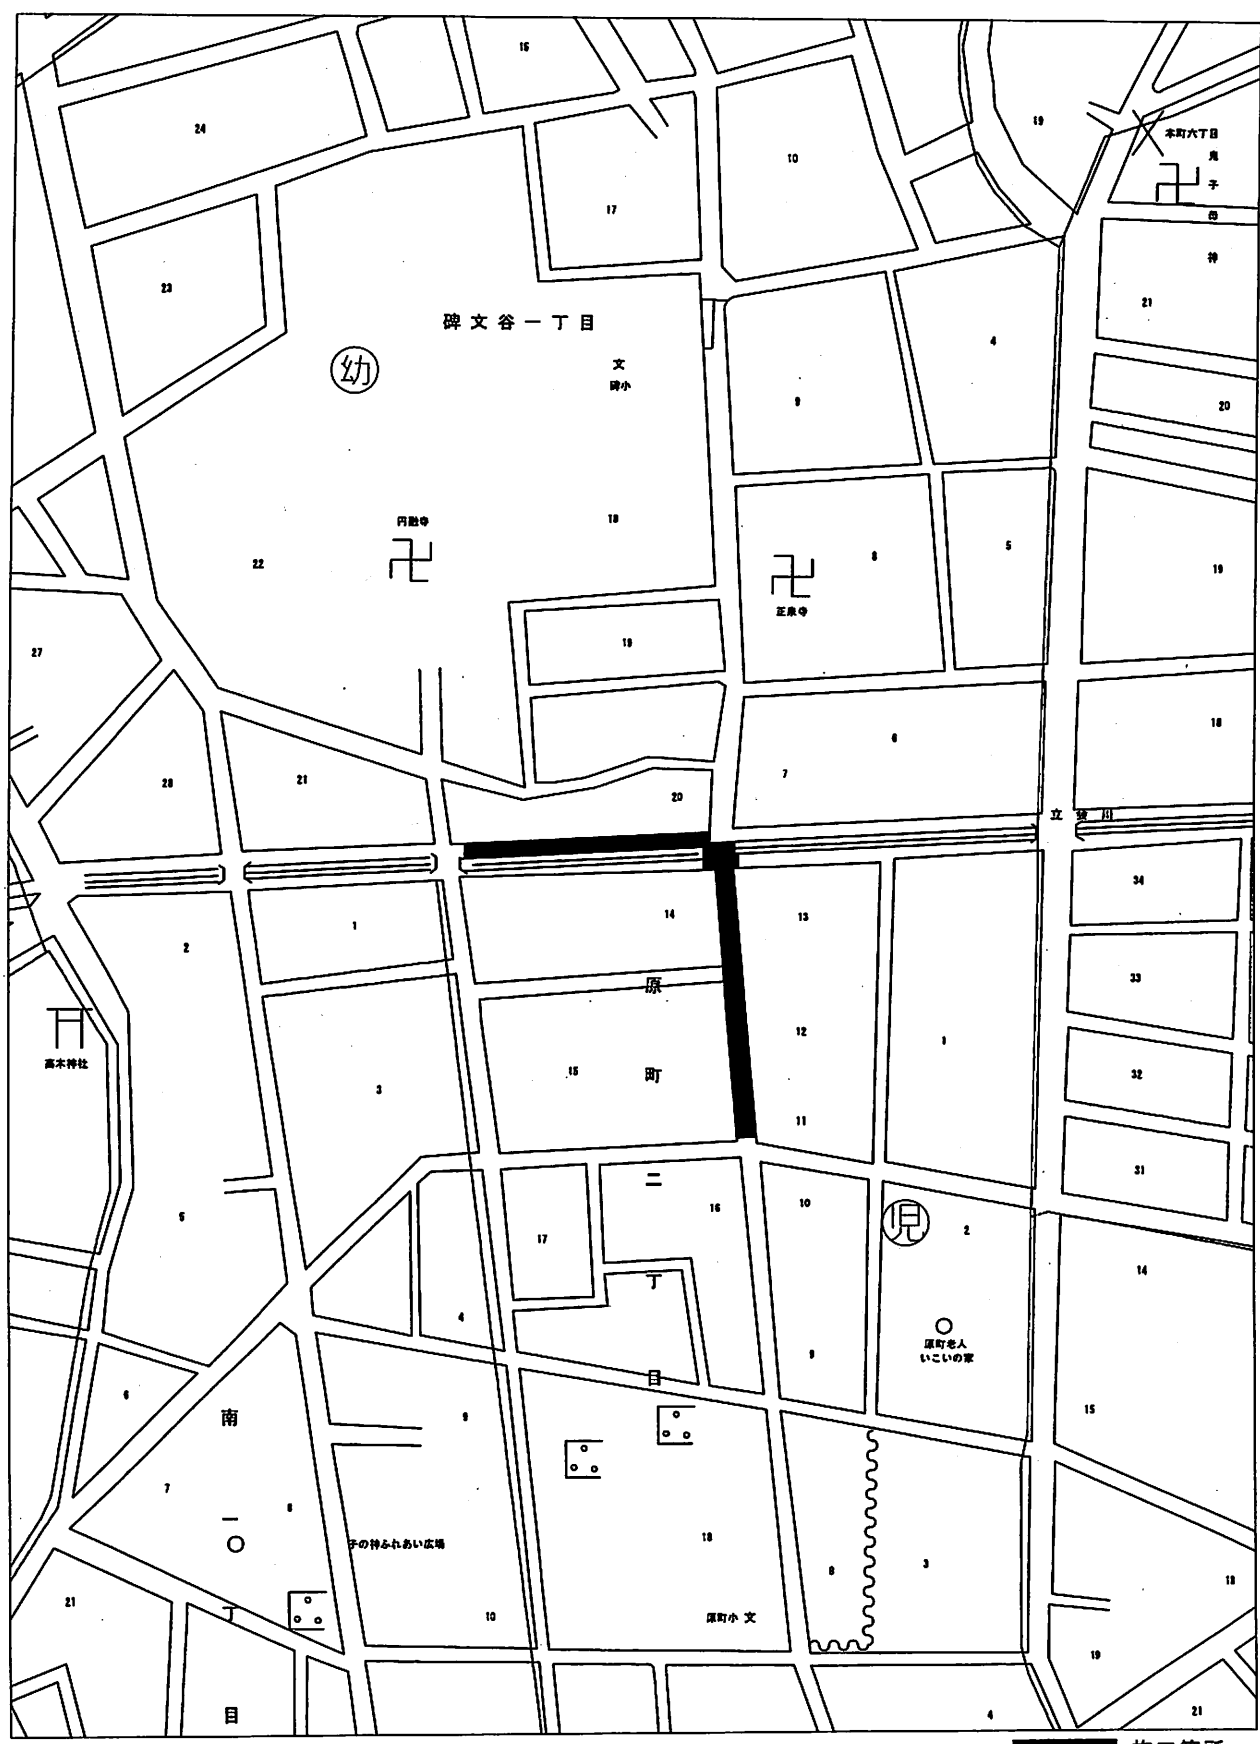 16
24
19
本町六丁目
10
鬼
子
母
神
17
23
21
碑文谷一丁目
4
文
碑小
幼
9
20
円融寺
18
8
5
22
19
正泉寺
19
27
18
6
28
21
7
20
立会川
34
14
13
1
2
33
原
高木神社
12
1
15
町
32
3
11
31
二
16
10
児
2
5
17
14
丁
4
原町老人
いこいの家
9
目
6
15
南
9
7
8
一
18
子の神ふれあい広場
3
8
18
21
10
原町小 文
丁
19
目
4
21